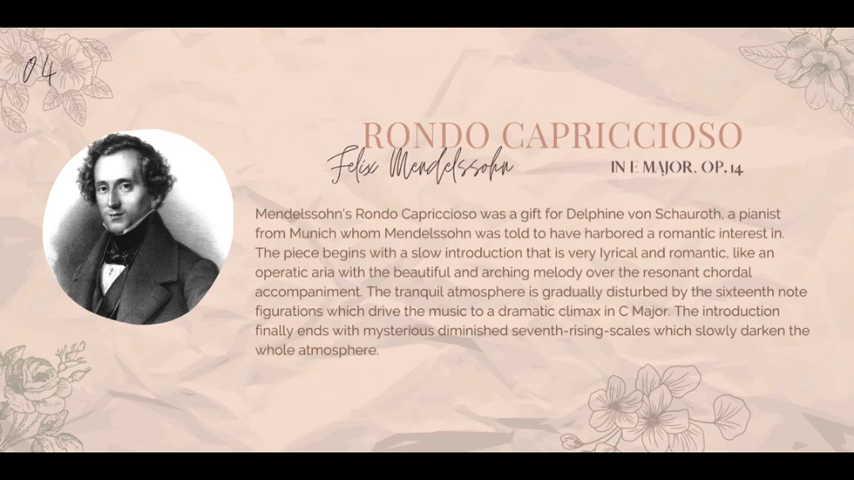 04
RONDO CAPRICCIOSO
Felix Mendelssohn
IN E MAJOR. OP.14
Mendelssohn's Rondo Capriccioso was a gift for Delphine von Schauroth, a pianist
from Munich whom Mendelssohn was told to have harbored a romantic interest in.
The piece begins with a slow introduction that is very lyrical and romantic, like an
operatic aria with the beautiful and arching melody over the resonant chordal
accompaniment. The tranquil atmosphere is gradually disturbed by the sixteenth note
figurations which drive the music to a dramatic climax in C Major. The introduction
finally ends with mysterious diminished seventh-rising-scales which slowly darken the
whole atmosphere.